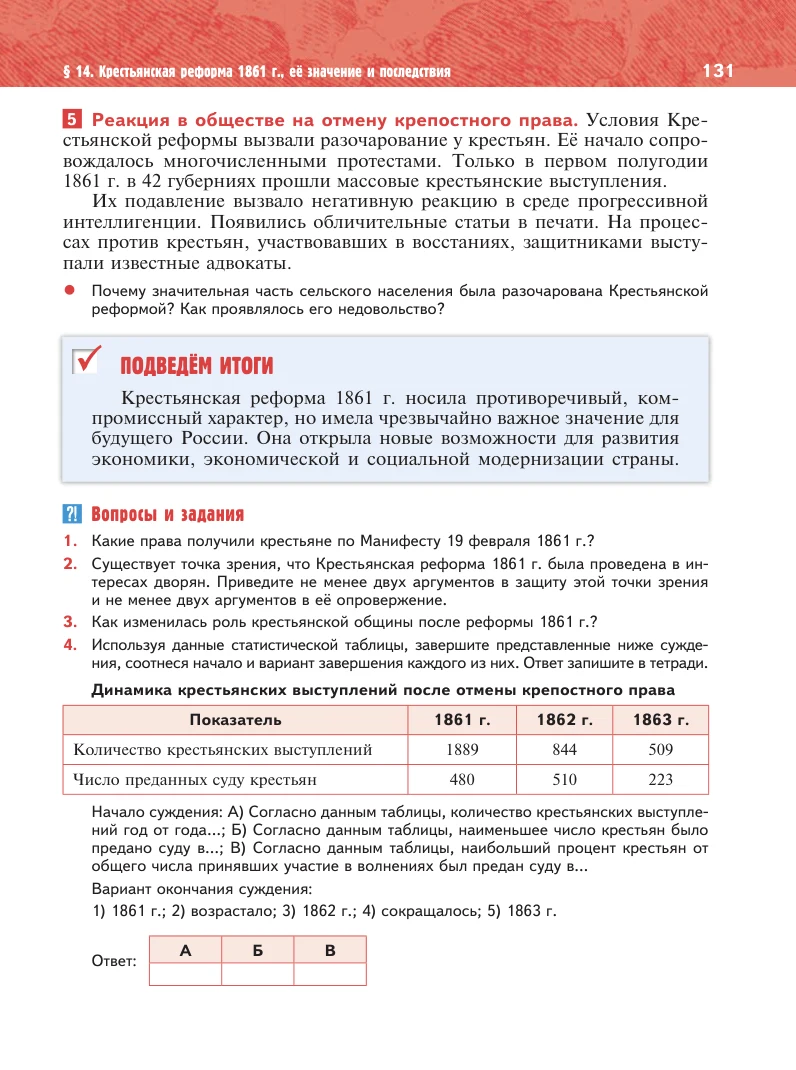 § 14. Крестьянская реформа 1861 г., её значение и последствия 131
5 Реакция в обществе на отмену крепостного права. Условия Кре-
стьянской реформы вызвали разочарование у крестьян. Её начало сопро-
вождалось многочисленными протестами. Только в первом полугодии
1861 г. в 42 губерниях прошли массовые крестьянские выступления.
Их подавление вызвало негативную реакцию в среде прогрессивной
интеллигенции. Появились обличительные статьи в печати. На процес-
сах против крестьян, участвовавших в восстаниях, защитниками высту-
пали известные адвокаты.
● Почему значительная часть сельского населения была разочарована Крестьянской
реформой? Как проявлялось его недовольство?
ПОДВЕДЁМ ИТОГИ
Крестьянская реформа 1861 г. носила противоречивый, ком-
промиссный характер, но имела чрезвычайно важное значение для
будущего России. Она открыла новые возможности для развития
экономики, экономической и социальной модернизации страны.
?! Вопросы и задания
1. Какие права получили крестьяне по Манифесту 19 февраля 1861 г.?
2. Существует точка зрения, что Крестьянская реформа 1861 г. была проведена в ин-
тересах дворян. Приведите не менее двух аргументов в защиту этой точки зрения
и не менее двух аргументов в её опровержение.
3. Как изменилась роль крестьянской общины после реформы 1861 г.?
4. Используя данные статистической таблицы, завершите представленные ниже сужде-
ния, соотнеся начало и вариант завершения каждого из них. Ответ запишите в тетради.
Динамика крестьянских выступлений после отмены крепостного права
Показатель 1861 г. 1862 г. 1863 г.
Количество крестьянских выступлений 1889 844 509
Число преданных суду крестьян 480 510 223
Начало суждения: А) Согласно данным таблицы, количество крестьянских выступле-
ний год от года...; Б) Согласно данным таблицы, наименьшее число крестьян было
предано суду в...; В) Согласно данным таблицы, наибольший процент крестьян от
общего числа принявших участие в волнениях был предан суду в...
Вариант окончания суждения:
1) 1861 г.; 2) возрастало; 3) 1862 г.; 4) сокращалось; 5) 1863 г.
Ответ: А Б В